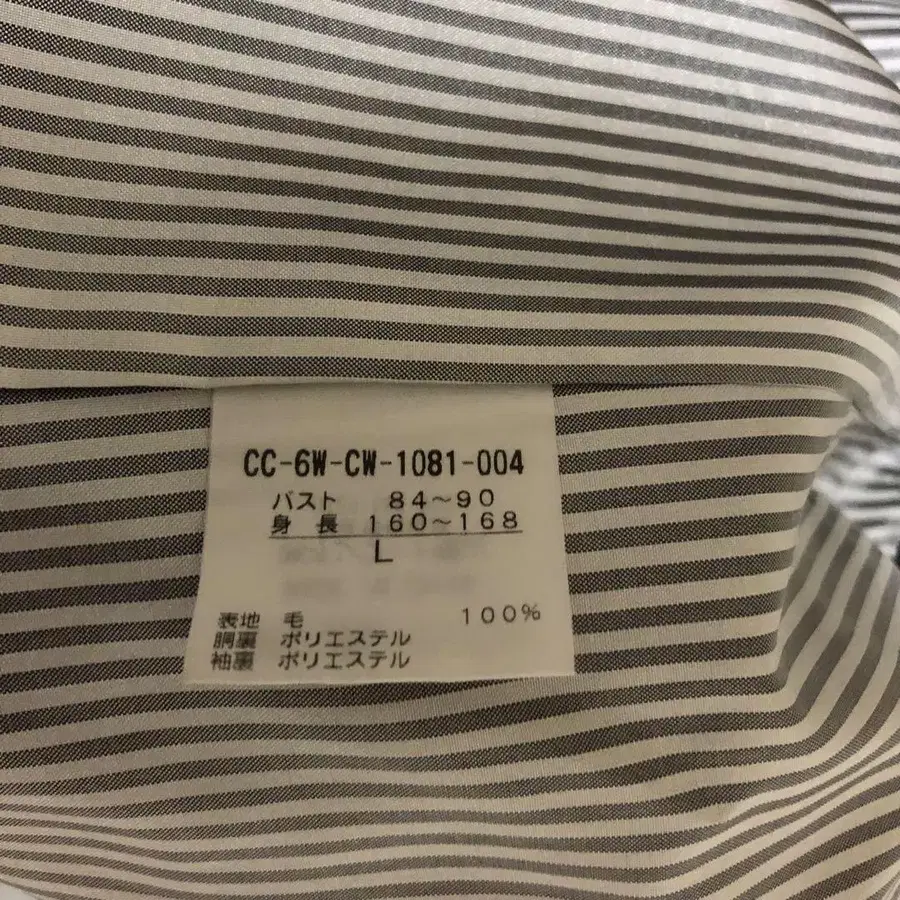 CC-6W-CW-1081-004
バスト 84～90
身長 160～168
L
表地 毛 100%
胴裏 ポリエステル
袖裏 ポリエステル